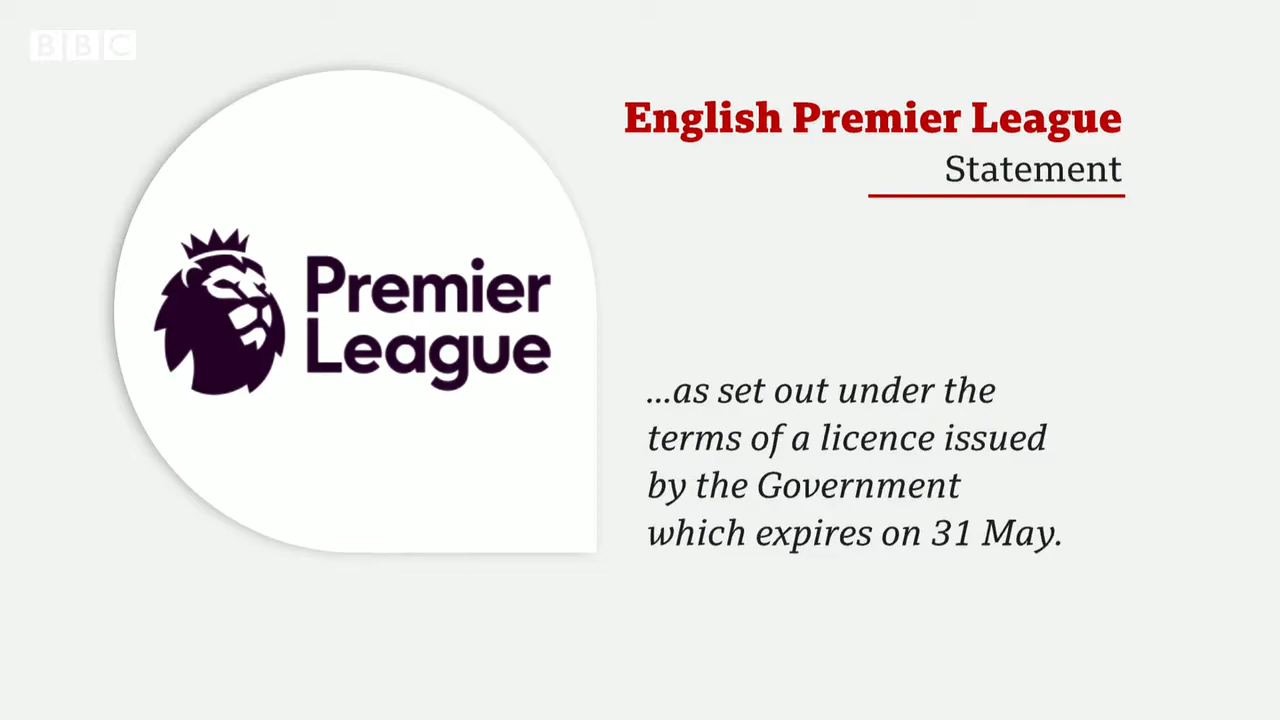 BBC
English Premier League
Statement
Premier
League
...as set out under the
terms of a licence issued
by the Government
which expires on 31 May.